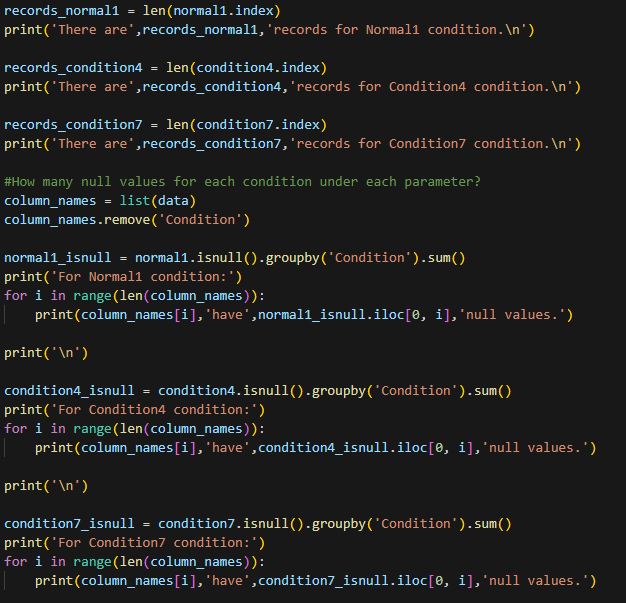 records_normal1 = len(normal1.index)
print('There are',records_normal1,'records for Normal1 condition.\n')
records_condition4 = len(condition4.index)
print('There are',records_condition4,'records for Condition4 condition.\n')
records_condition7 = len(condition7.index)
print('There are',records_condition7,'records for Condition7 condition.\n')
#How many null values for each condition under each parameter?
column_names = list(data)
column_names.remove('Condition')
normal1_isnull = normal1.isnull().groupby('Condition').sum()
print('For Normal1 condition:')
for i in range(len(column_names)):
    print(column_names[i],'have',normal1_isnull.iloc[0, i],'null values.')
print('\n')
condition4_isnull = condition4.isnull().groupby('Condition').sum()
print('For Condition4 condition:')
for i in range(len(column_names)):
    print(column_names[i],'have',condition4_isnull.iloc[0, i],'null values.')
print('\n')
condition7_isnull = condition7.isnull().groupby('Condition').sum()
print('For Condition7 condition:')
for i in range(len(column_names)):
    print(column_names[i],'have',condition7_isnull.iloc[0, i],'null values.')